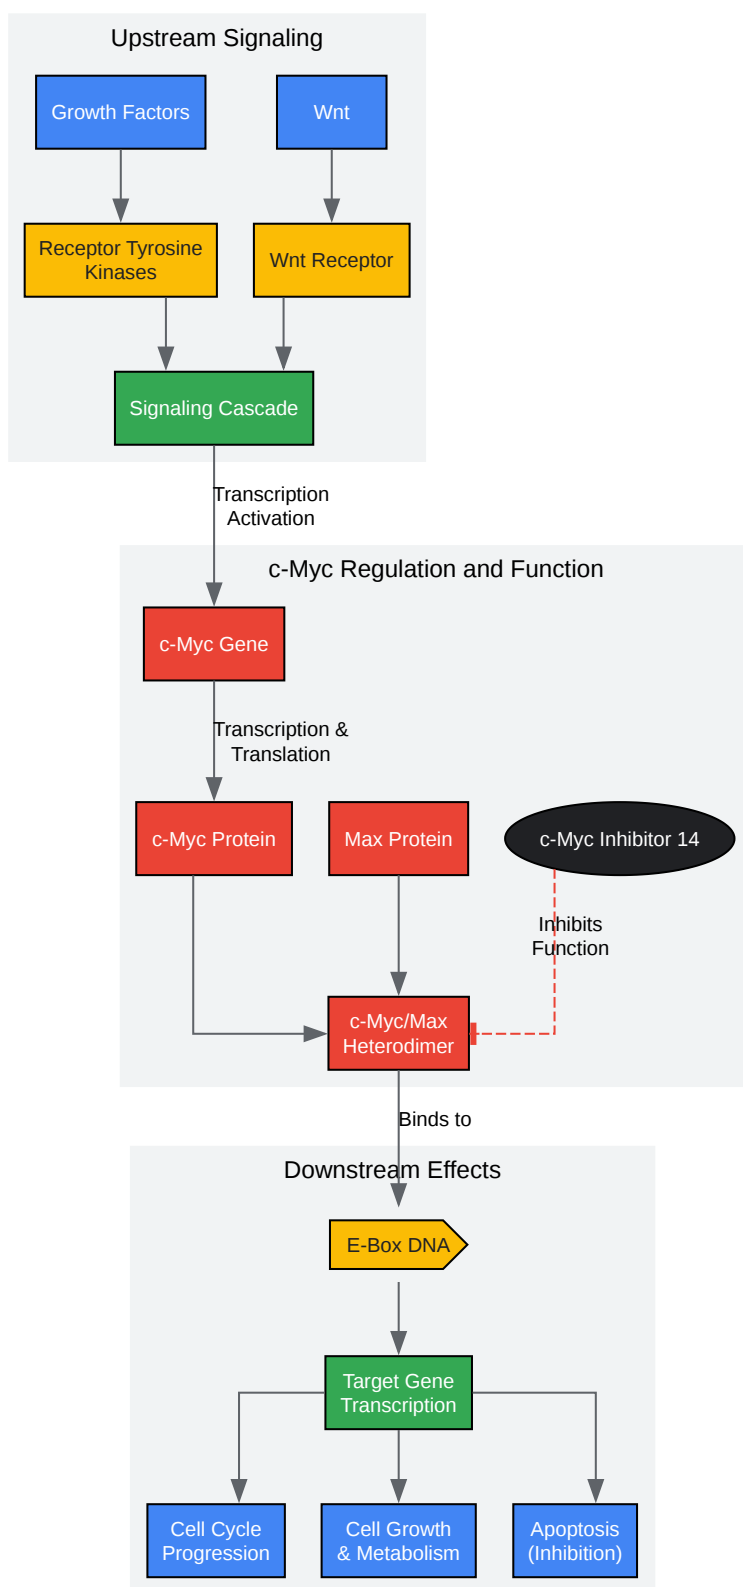 Upstream Signaling
Growth Factors
Wnt
Receptor Tyrosine
Kinases
Wnt Receptor
Signaling Cascade
Transcription
Activation
c-Myc Regulation and Function
c-Myc Gene
Transcription &
Translation
c-Myc Protein
Max Protein
c-Myc Inhibitor 14
Inhibits
Function
c-Myc/Max
Heterodimer
Binds to
Downstream Effects
E-Box DNA
Target Gene
Transcription
Cell Cycle
Progression
Cell Growth
& Metabolism
Apoptosis
(Inhibition)